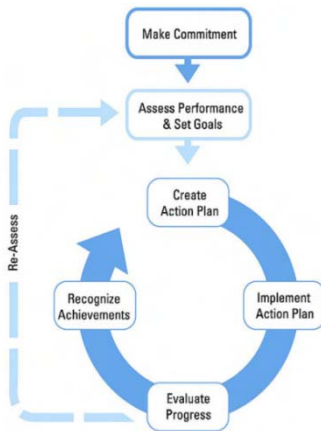 Make Commitment
Assess Performance
& Set Goals
Create
Action Plan
Re-Assess
Recognize
Achievements
Implement
Action Plan
Evaluate
Progress